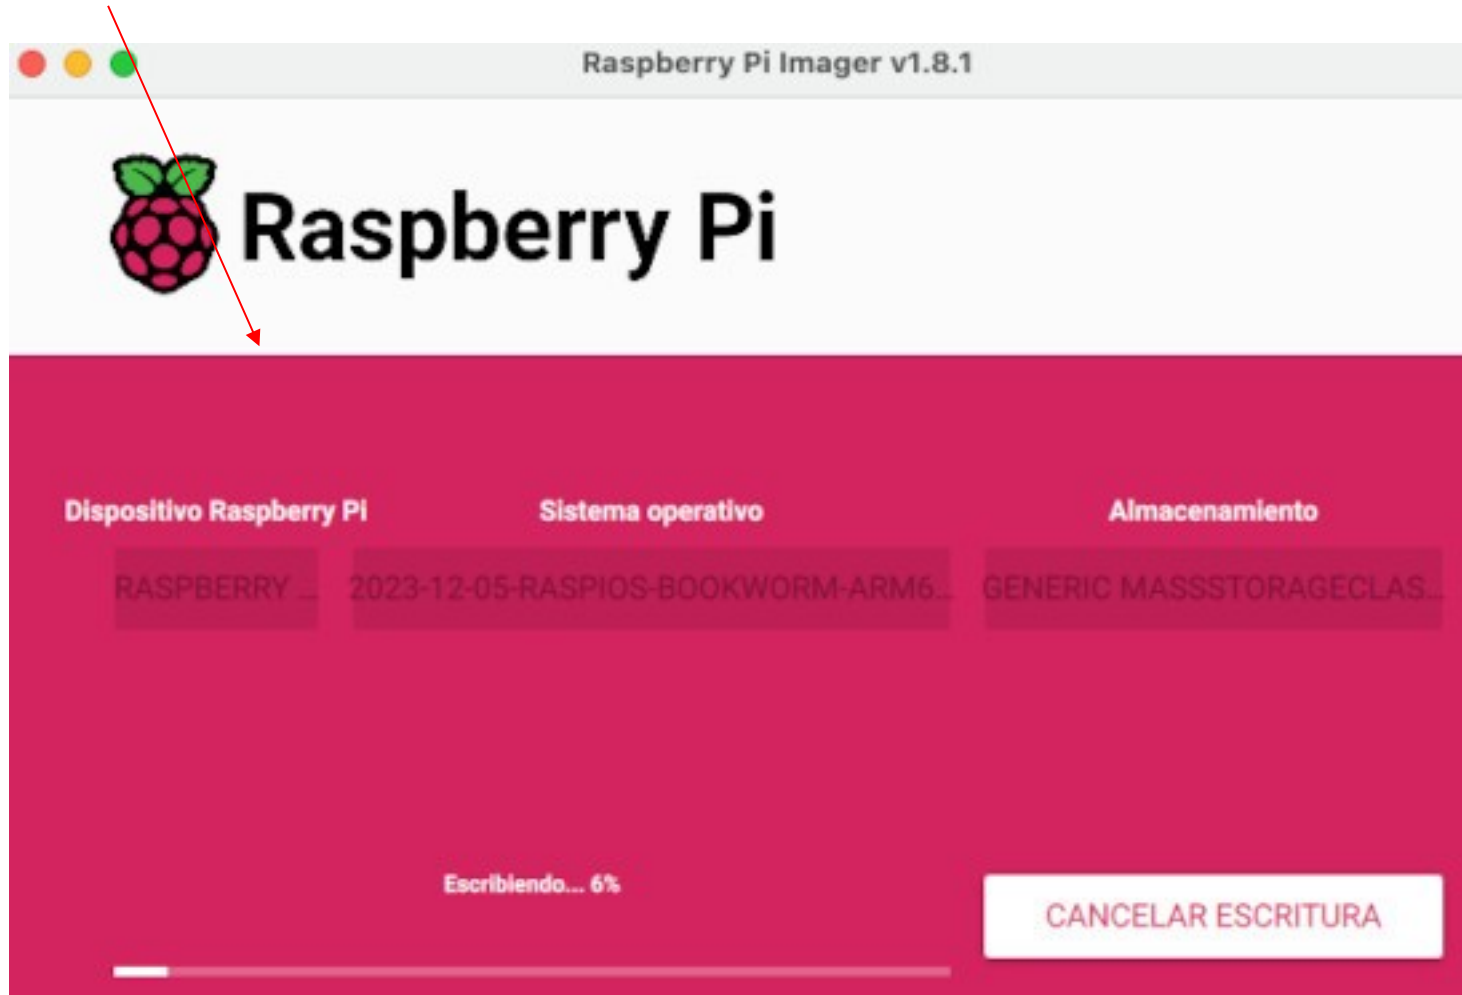 Raspberry Pi Imager v1.8.1
Raspberry Pi
Dispositivo Raspberry Pi
Sistema operativo
Almacenamiento
RASPBERRY ...
2023-12-05-RASPIOS-BOOKWORM-ARM6...
GENERIC MASSSTORAGECLAS...
Escribiendo... 6%
CANCELAR ESCRITURA